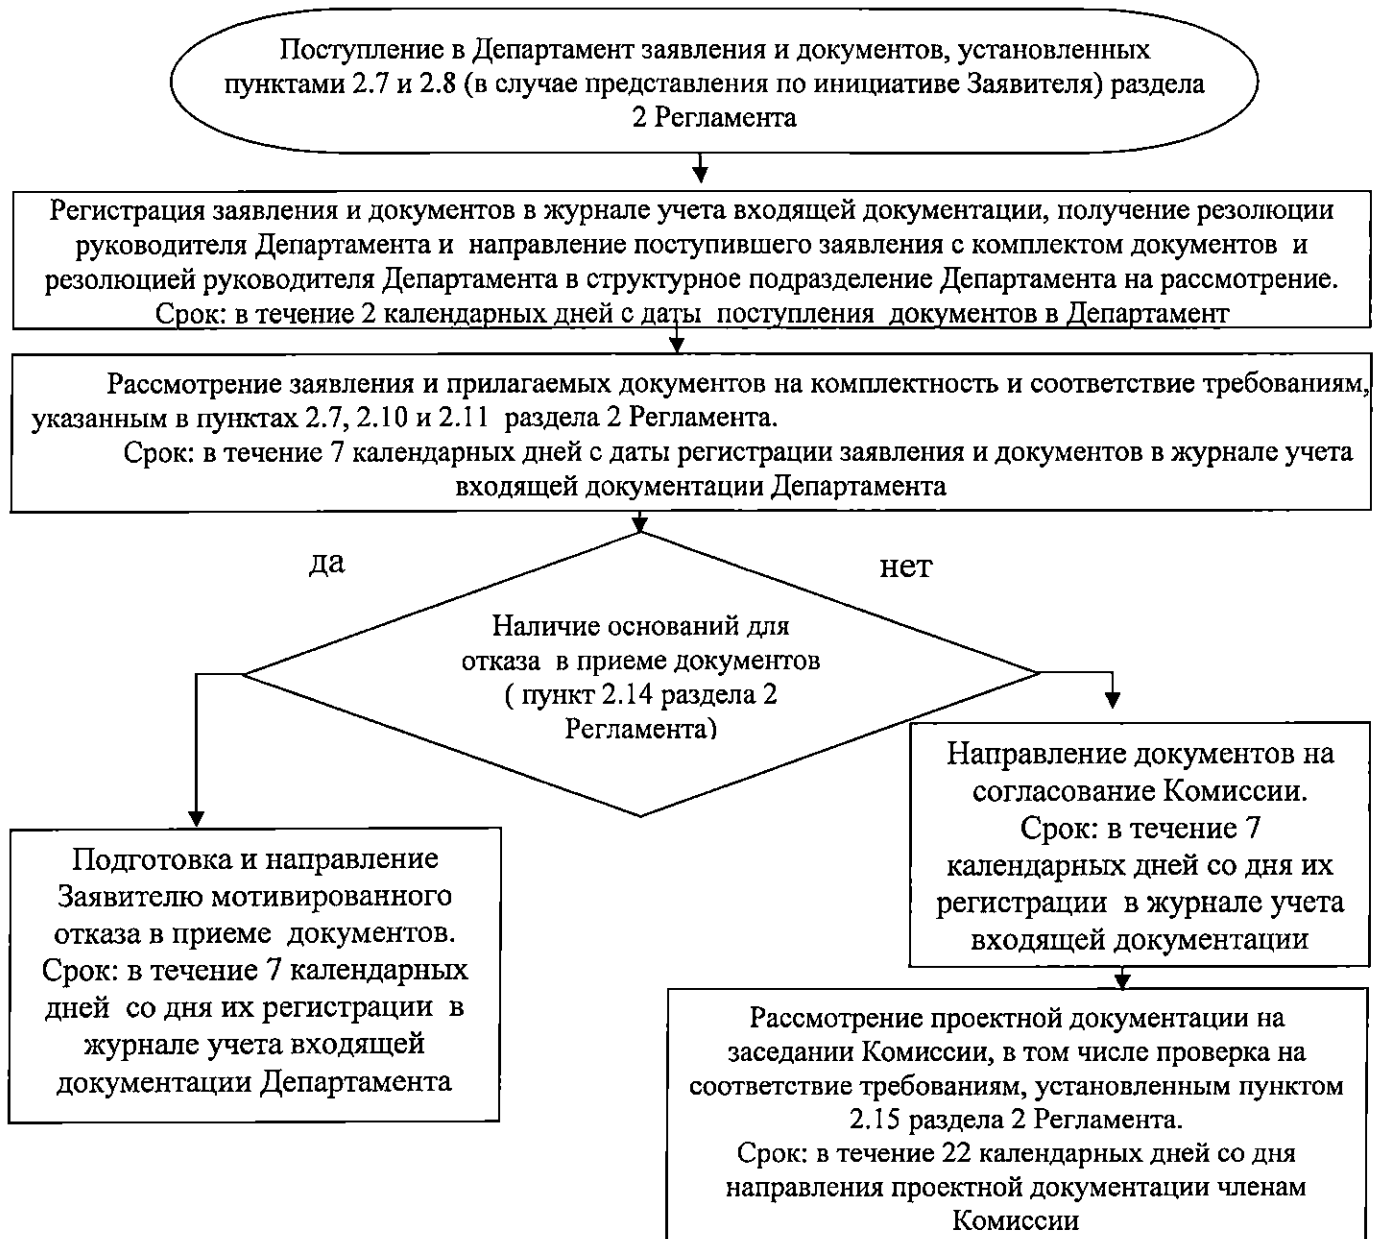 Поступление в Департамент заявления и документов, установленных
пунктами 2.7 и 2.8 (в случае представления по инициативе Заявителя) раздела
2 Регламента
Регистрация заявления и документов в журнале учета входящей документации, получение резолюции
руководителя Департамента и направление поступившего заявления с комплектом документов и
резолюцией руководителя Департамента в структурное подразделение Департамента на рассмотрение.
Срок: в течение 2 календарных дней с даты поступления документов в Департамент
Рассмотрение заявления и прилагаемых документов на комплектность и соответствие требованиям,
указанным в пунктах 2.7, 2.10 и 2.11 раздела 2 Регламента.
Срок: в течение 7 календарных дней с даты регистрации заявления и документов в журнале учета
входящей документации Департамента
да
нет
Наличие оснований для
отказа в приеме документов
( пункт 2.14 раздела 2
Регламента)
Подготовка и направление
Заявителю мотивированного
отказа в приеме документов.
Срок: в течение 7 календарных
дней со дня их регистрации в
журнале учета входящей
документации Департамента
Направление документов на
согласование Комиссии.
Срок: в течение 7
календарных дней со дня их
регистрации в журнале учета
входящей документации
Рассмотрение проектной документации на
заседании Комиссии, в том числе проверка на
соответствие требованиям, установленным пунктом
2.15 раздела 2 Регламента.
Срок: в течение 22 календарных дней со дня
направления проектной документации членам
Комиссии